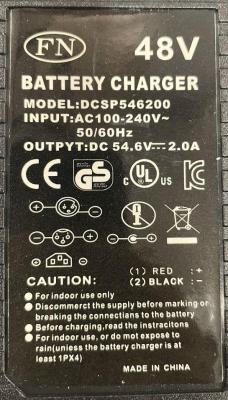 FN 48V
BATTERY CHARGER
MODEL:DCSP546200
INPUT:AC100-240V~
50/60Hz
OUTPYT:DC 54.6V⎓2.0A
CE GS c UL us
CAUTION: (1) RED : +
(2) BLACK : -
For indoor use only
Discommerct the supply before marking or
breaking the connections to the battery
Before charging,read the instracitons
For indoor use, or do not expose to
rain(unless the battery charger is at
least 1PX4)
MADE IN CHINA